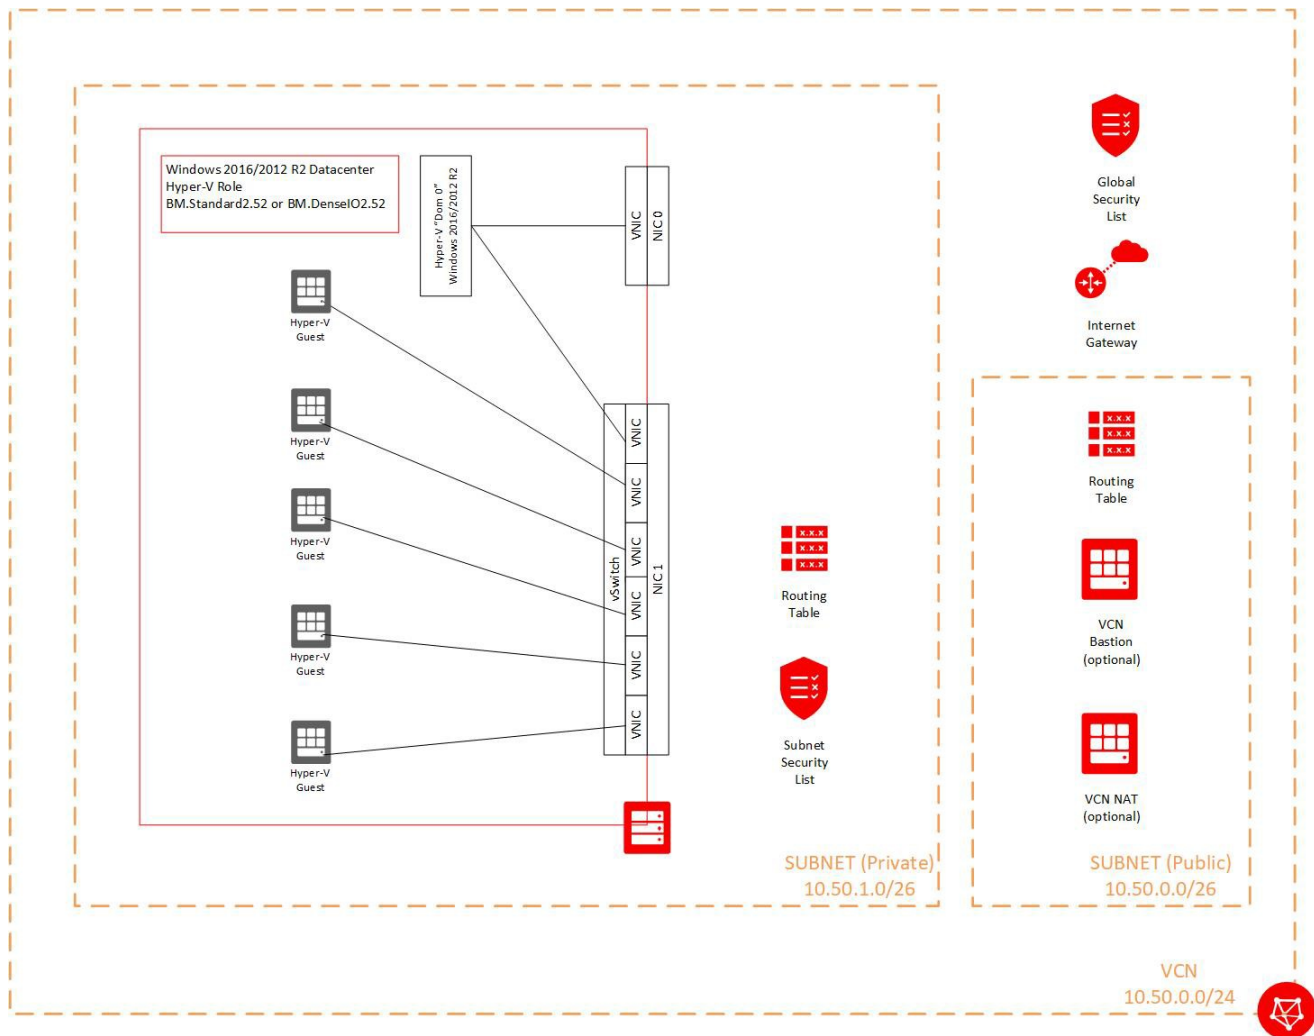 Windows 2016/2012 R2 Datacenter
Hyper-V Role
BM.Standard2.52 or BM.DenseIO2.52
Hyper-V "Dom 0"
Windows 2016/2012 R2
VNIC
NIC 0
Hyper-V
Guest
Hyper-V
Guest
Hyper-V
Guest
Hyper-V
Guest
Hyper-V
Guest
vSwitch
VNIC
VNIC
VNIC
VNIC
VNIC
VNIC
NIC 1
x.x.x
x.x.x
x.x.x
Routing
Table
Subnet
Security
List
SUBNET (Private)
10.50.1.0/26
Global
Security
List
Internet
Gateway
x.x.x
x.x.x
x.x.x
Routing
Table
VCN
Bastion
(optional)
VCN NAT
(optional)
SUBNET (Public)
10.50.0.0/26
VCN
10.50.0.0/24